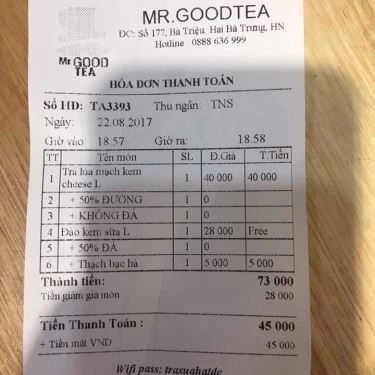 MR.GOODTEA
ĐC: Số 177, Bà Triệu. Hai Bà Trưng, HN
Hotline 0888 636 999
Mr GOOD
TEA
HÓA ĐƠN THANH TOÁN
Số HĐ: TA3393 Thu ngân TNS
Ngày: 22.08.2017
Giờ vào 18.57 Giờ ra: 18.58
TT Tên món SL Đ.Giá T.Tiền
1 Trà lúa mạch kem cheese L 1 40 000 40 000
2 + 50% ĐƯỜNG 1 0
3 + KHÔNG ĐÁ 1 0
4 Đào kem sữa L 1 28 000 Free
5 + 50% ĐÁ 1 0
6 + Thạch bạc hà 1 5 000 5 000
Thành tiền: 73 000
Tiền giảm giá món 28 000
Tiền Thanh Toán : 45 000
+ Tiền mặt VND 45 000
Wifi pass: trasuahatde